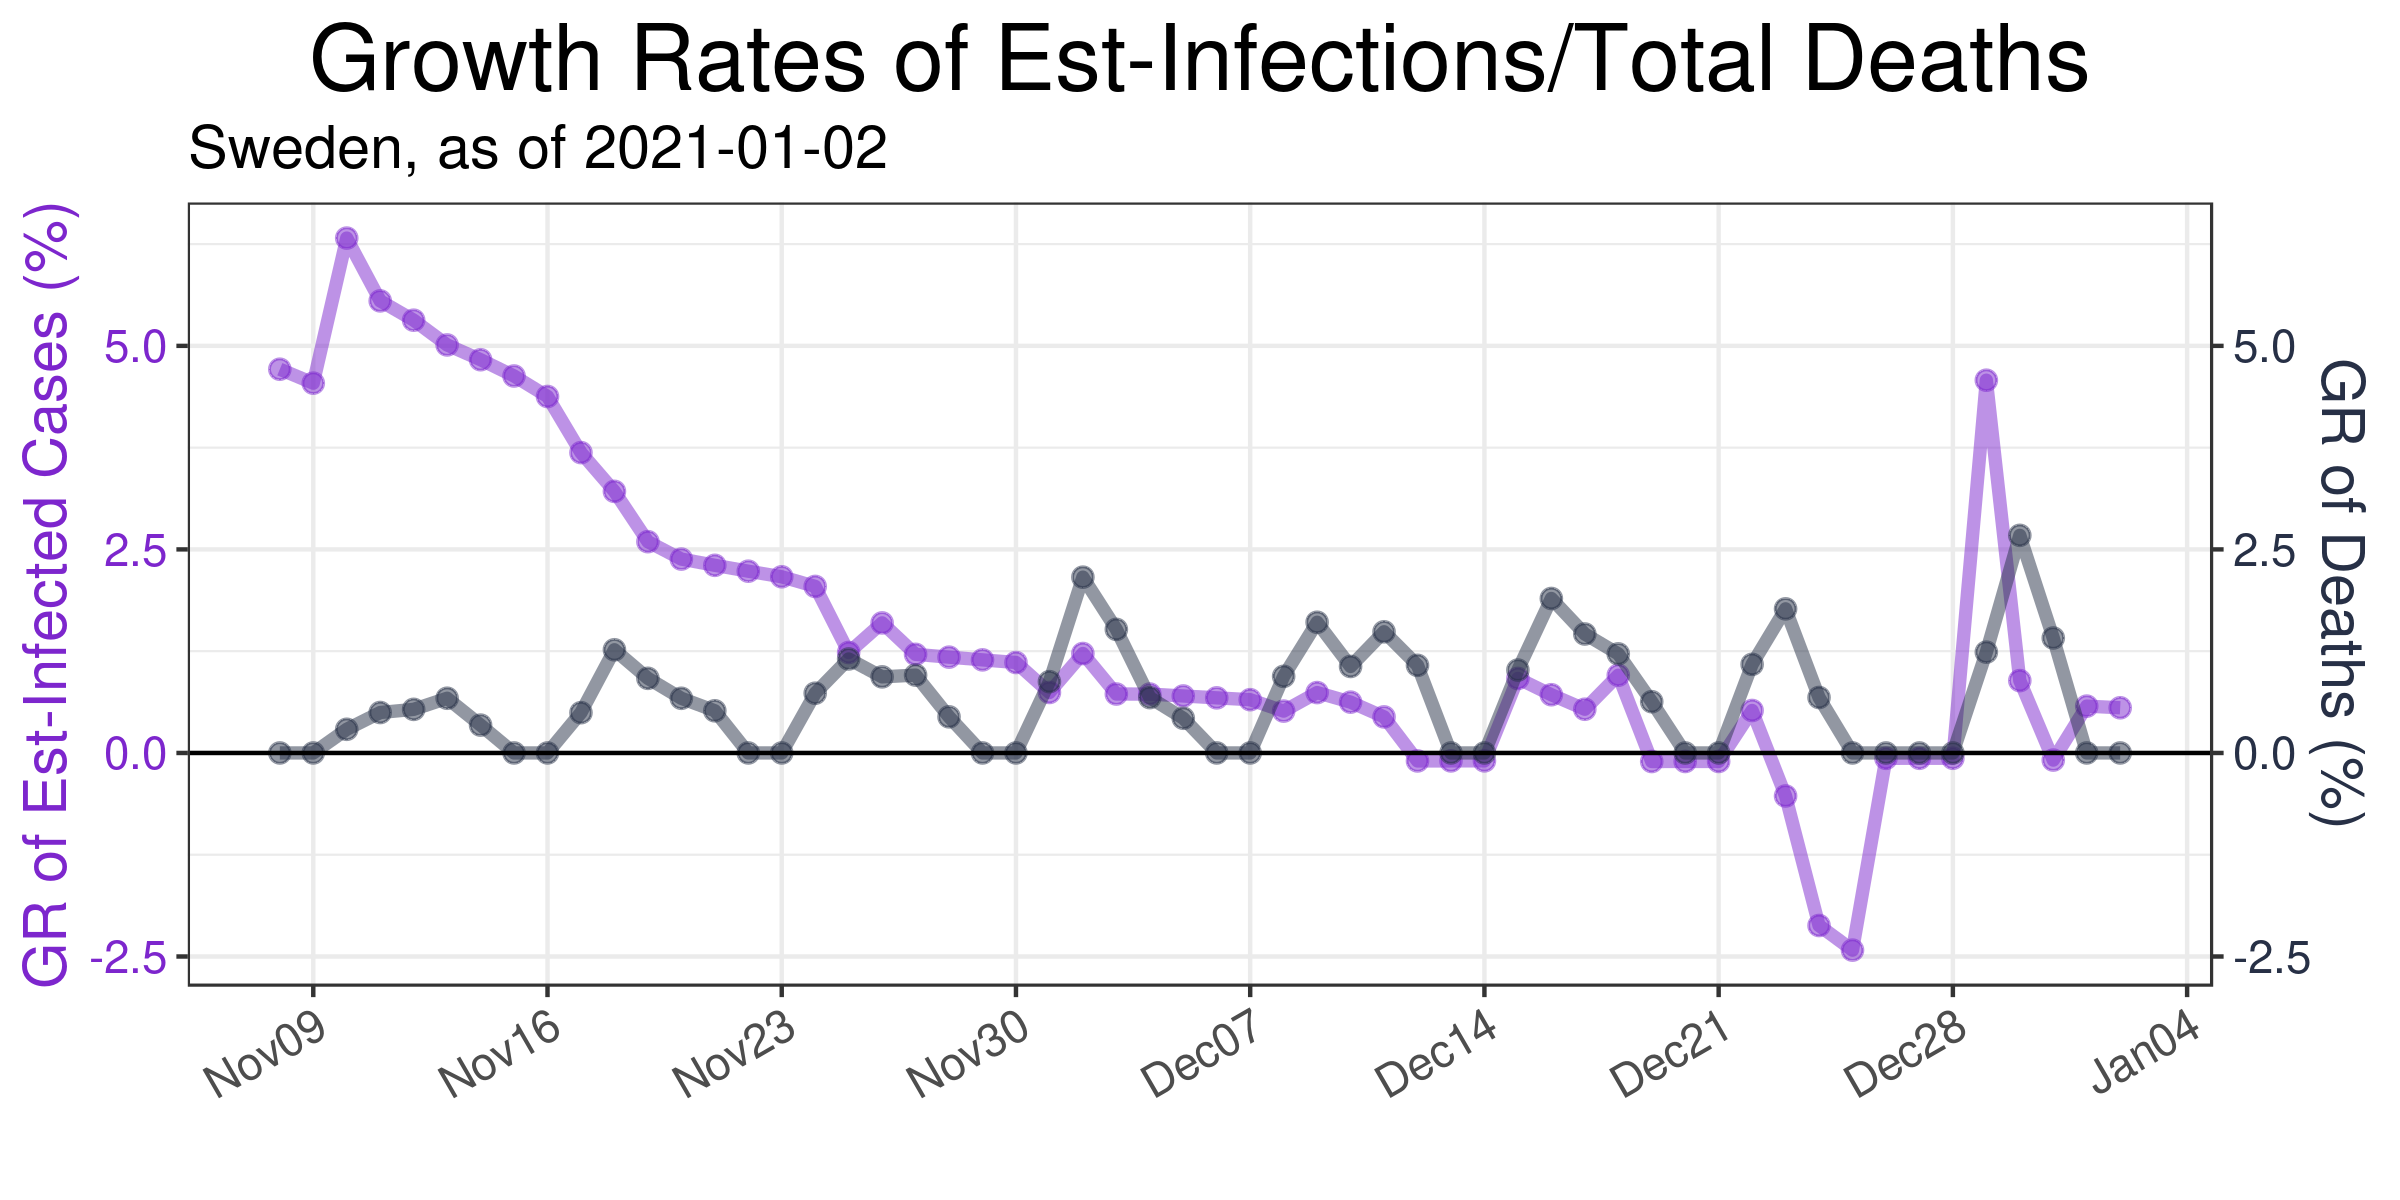 Growth Rates of Est-Infections/Total Deaths
Sweden, as of 2021-01-02
GR of Est-Infected Cases (%)
5.0
2.5
0.0
-2.5
5.0
2.5
0.0
-2.5
GR of Deaths (%)
Nov09
Nov16
Nov23
Nov30
Dec07
Dec14
Dec21
Dec28
Jan04